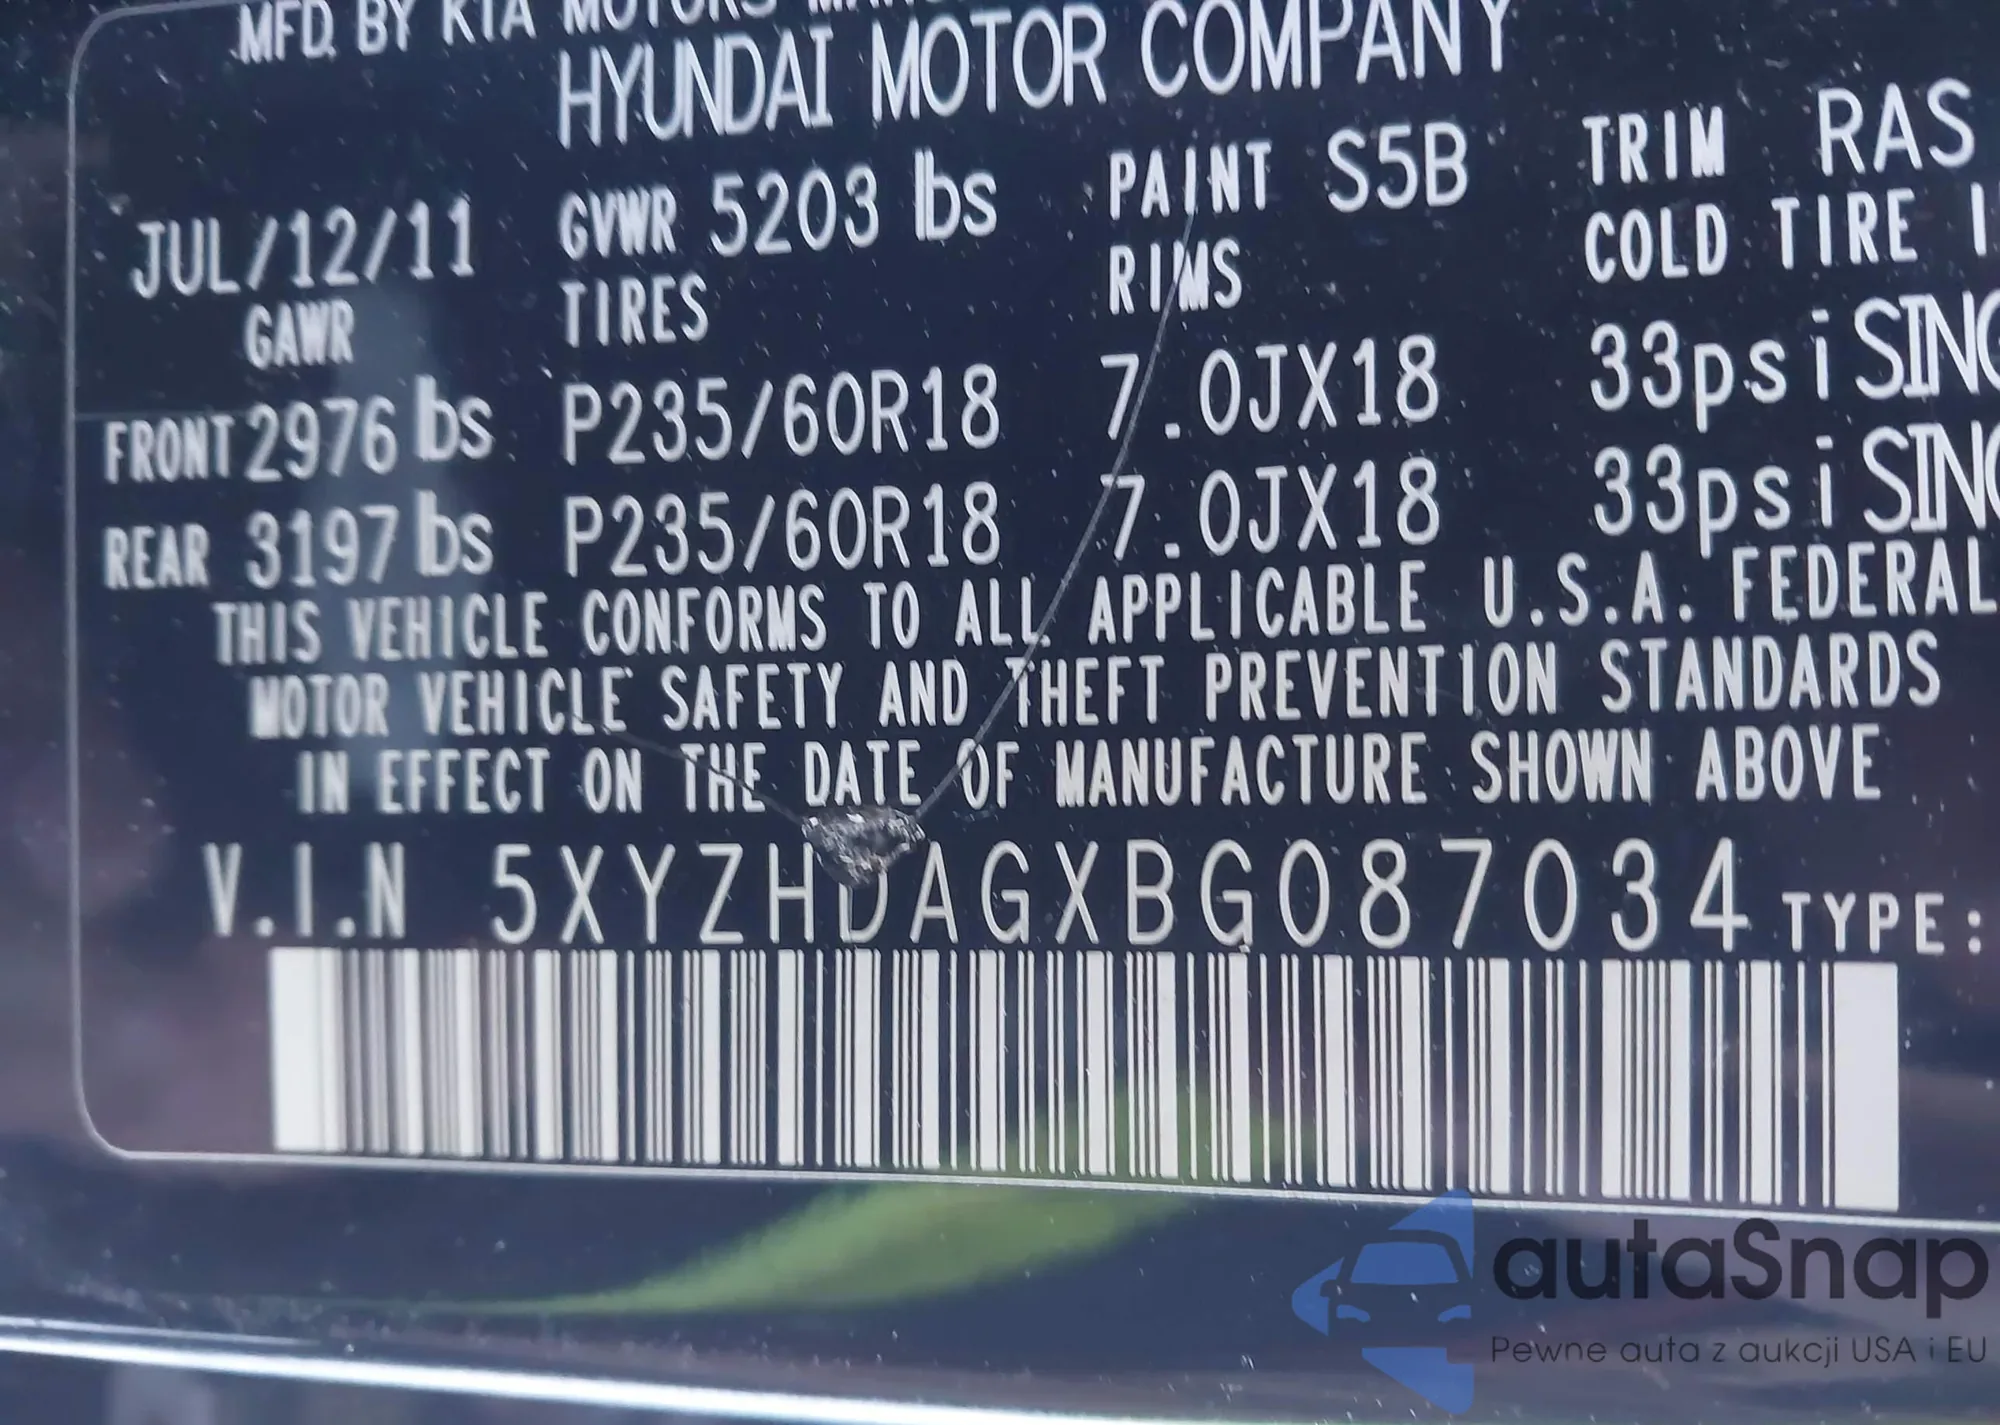 MFD. BY KIA MOTORS
HYUNDAI MOTOR COMPANY
JUL/12/11 GVWR 5203 lbs PAINT S5B TRIM RAS
GAWR TIRES RIMS COLD TIRE
FRONT 2976 lbs P235/60R18 7.0JX18 33psi SING
REAR 3197 lbs P235/60R18 7.0JX18 33psi SING
THIS VEHICLE CONFORMS TO ALL APPLICABLE U.S.A. FEDERAL
MOTOR VEHICLE SAFETY AND THEFT PREVENTION STANDARDS
IN EFFECT ON THE DATE OF MANUFACTURE SHOWN ABOVE
V.I.N 5XYZHDAGXBG087034 TYPE:
autaSnap
Pewne auta z aukcji USA i EU